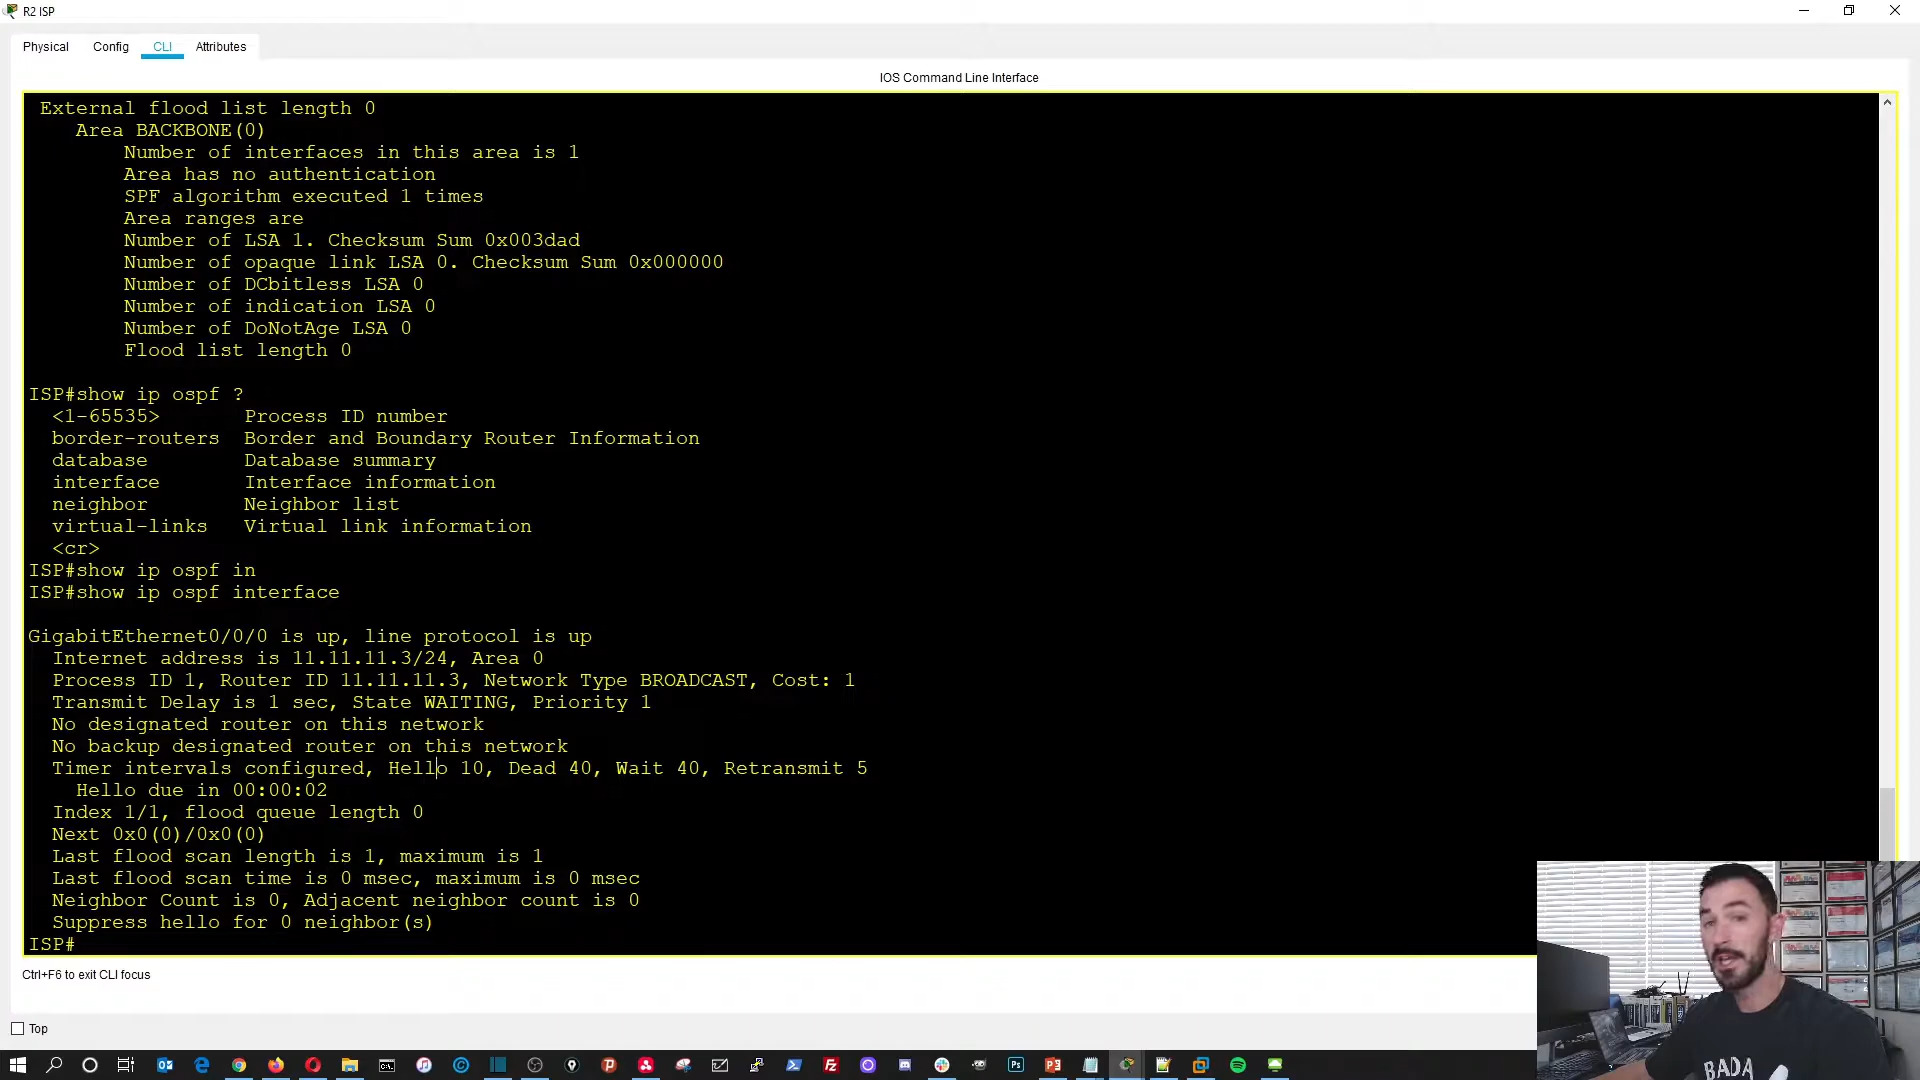 R2 ISP
Physical Config CLI Attributes
IOS Command Line Interface
External flood list length 0
Area BACKBONE(0)
Number of interfaces in this area is 1
Area has no authentication
SPF algorithm executed 1 times
Area ranges are
Number of LSA 1. Checksum Sum 0x003dad
Number of opaque link LSA 0. Checksum Sum 0x000000
Number of DCbitless LSA 0
Number of indication LSA 0
Number of DoNotAge LSA 0
Flood list length 0
ISP#show ip ospf ?
<1-65535> Process ID number
border-routers Border and Boundary Router Information
database Database summary
interface Interface information
neighbor Neighbor list
virtual-links Virtual link information
<cr>
ISP#show ip ospf in
ISP#show ip ospf interface
GigabitEthernet0/0/0 is up, line protocol is up
Internet address is 11.11.11.3/24, Area 0
Process ID 1, Router ID 11.11.11.3, Network Type BROADCAST, Cost: 1
Transmit Delay is 1 sec, State WAITING, Priority 1
No designated router on this network
No backup designated router on this network
Timer intervals configured, Hello 10, Dead 40, Wait 40, Retransmit 5
Hello due in 00:00:02
Index 1/1, flood queue length 0
Next 0x0(0)/0x0(0)
Last flood scan length is 1, maximum is 1
Last flood scan time is 0 msec, maximum is 0 msec
Neighbor Count is 0, Adjacent neighbor count is 0
Suppress hello for 0 neighbor(s)
ISP#
Ctrl+F6 to exit CLI focus
Top
BADA